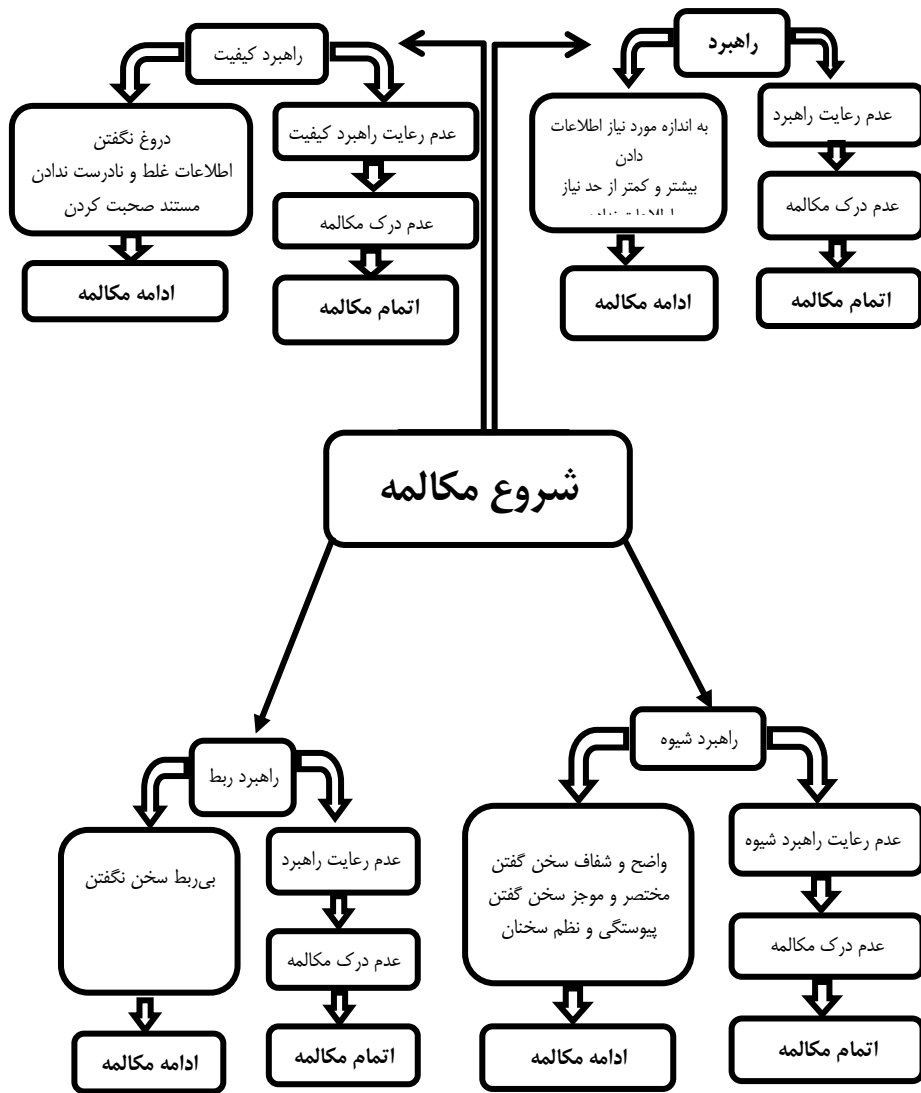 راهبرد
به اندازه مورد نیاز اطلاعات
دادن
بیشتر و کمتر از حد نیاز
ادامه مکالمه
عدم رعایت راهبرد
عدم درک مکالمه
اتمام مکالمه
راهبرد کیفیت
دروغ نگفتن
اطلاعات غلط و نادرست ندادن
مستند صحبت کردن
ادامه مکالمه
عدم رعایت راهبرد کیفیت
عدم درک مکالمه
اتمام مکالمه
شروع مکالمه
راهبرد شیوه
واضح و شفاف سخن گفتن
مختصر و موجز سخن گفتن
پیوستگی و نظم سخنان
ادامه مکالمه
عدم رعایت راهبرد شیوه
عدم درک مکالمه
اتمام مکالمه
راهبرد ربط
بی‌ربط سخن نگفتن
ادامه مکالمه
عدم رعایت راهبرد
عدم درک مکالمه
اتمام مکالمه